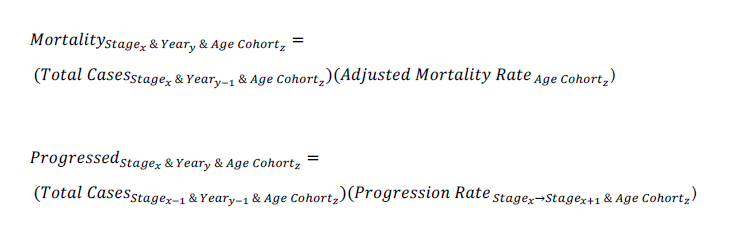 Mortality_{Stage_x & Year_y & Age Cohort_z} =
(Total Cases_{Stage_x & Year_{y−1} & Age Cohort_z})(Adjusted Mortality Rate_{Age Cohort_z})
Progressed_{Stage_x & Year_y & Age Cohort_z} =
(Total Cases_{Stage_{x−1} & Year_{y−1} & Age Cohort_z})(Progression Rate_{Stage_x→Stage_{x+1} & Age Cohort_z})